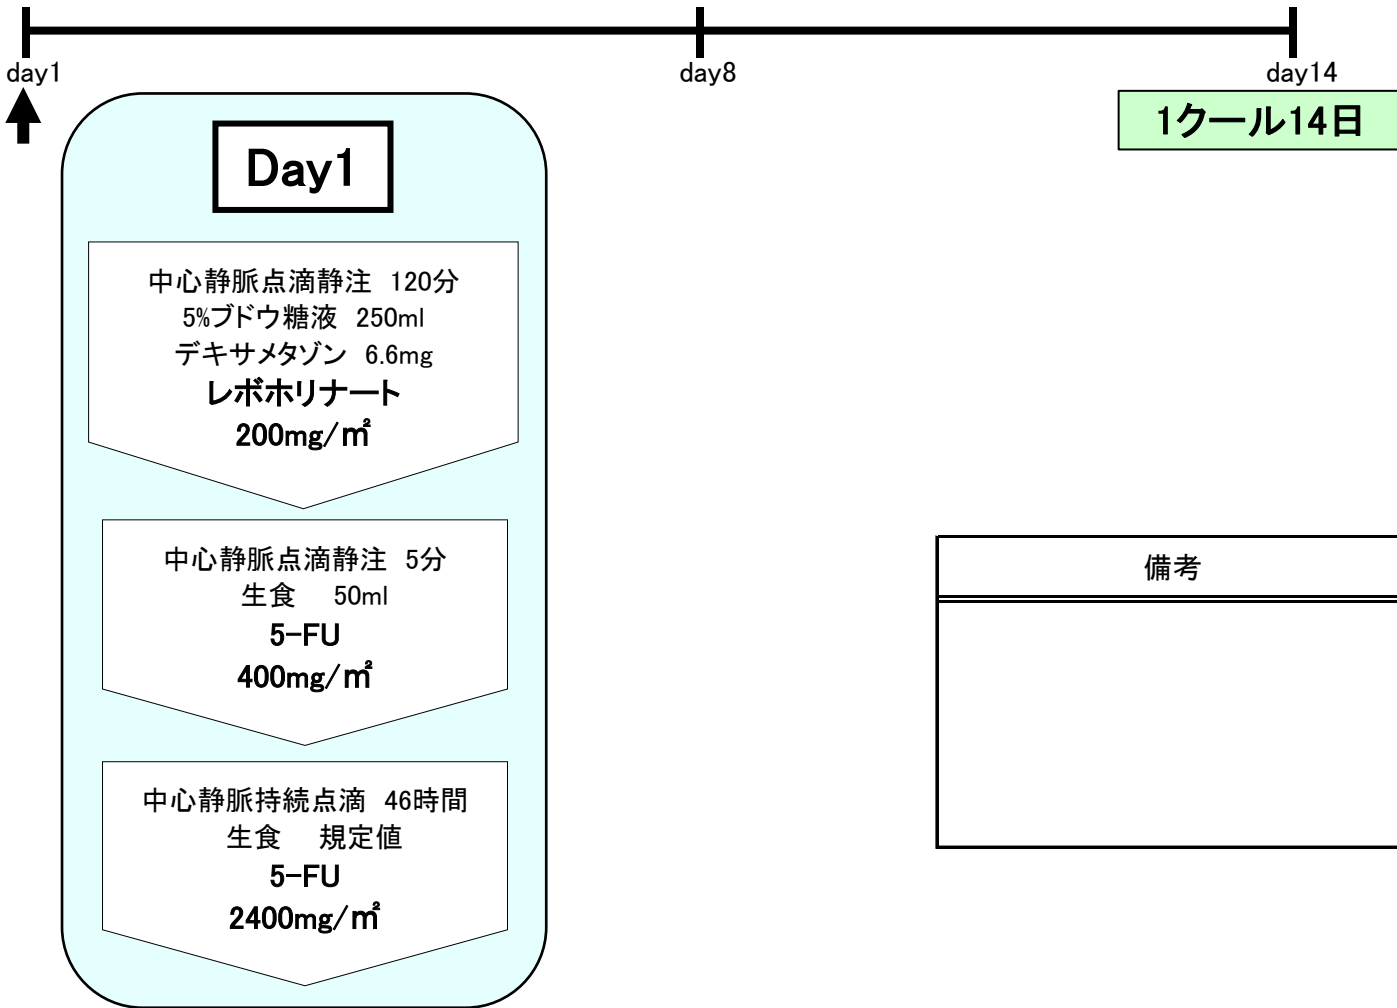 day1
day8
day14
1クール14日
Day1
中心静脈点滴静注 120分
5%ブドウ糖液 250ml
デキサメタゾン 6.6mg
レボホリナート
200mg/㎡
中心静脈点滴静注 5分
生食 50ml
5-FU
400mg/㎡
中心静脈持続点滴 46時間
生食 規定値
5-FU
2400mg/㎡
備考